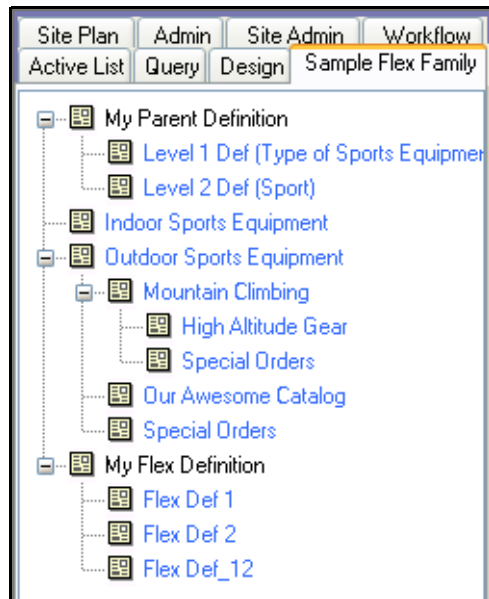 Site Plan Admin Site Admin Workflow
Active List Query Design Sample Flex Family
My Parent Definition
Level 1 Def (Type of Sports Equipmer
Level 2 Def (Sport)
Indoor Sports Equipment
Outdoor Sports Equipment
Mountain Climbing
High Altitude Gear
Special Orders
Our Awesome Catalog
Special Orders
My Flex Definition
Flex Def 1
Flex Def 2
Flex Def_12